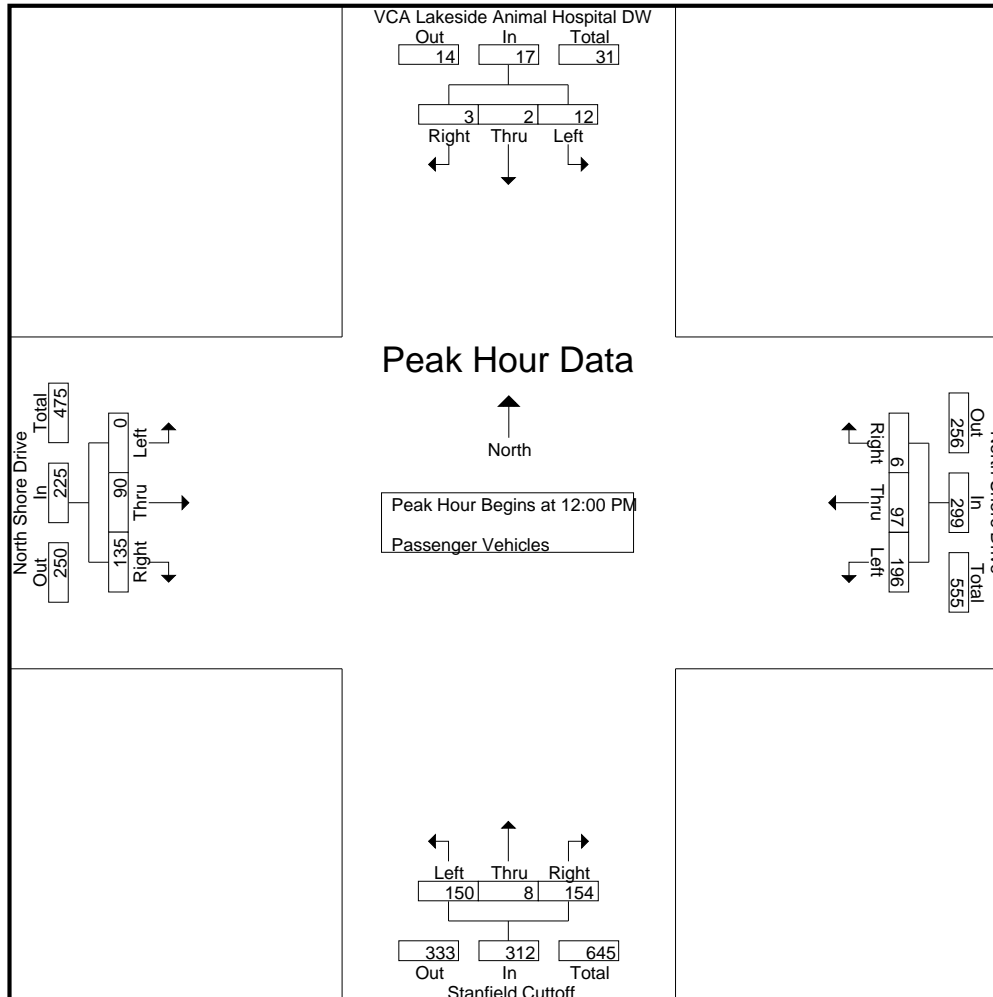 VCA Lakeside Animal Hospital DW
Out In Total
14 17 31
3 2 12
Right Thru Left
Peak Hour Data
North
Peak Hour Begins at 12:00 PM
Passenger Vehicles
North Shore Drive
Out In Total
250 225 475
135 90 0
Right Thru Left
Out In Total
256 299 555
6 97 196
Right Thru Left
Left Thru Right
150 8 154
333 312 645
Out In Total
Stanfield Cuttoff